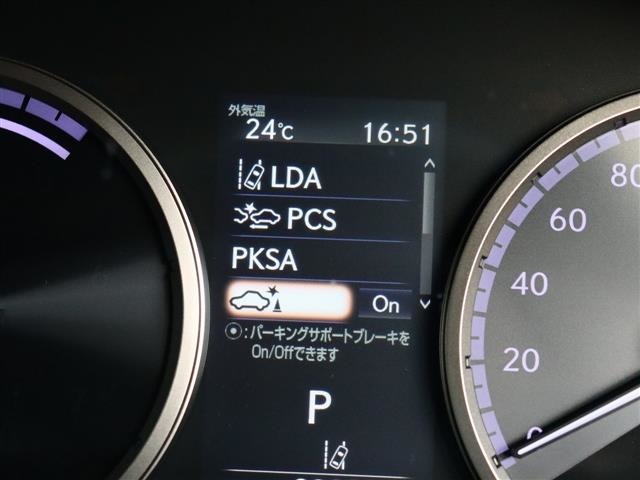 外気温
24℃ 16:51
LDA
PCS
PKSA
On
⦿:パーキングサポートブレーキを
On/Offできます
P
80
60
40
20
0